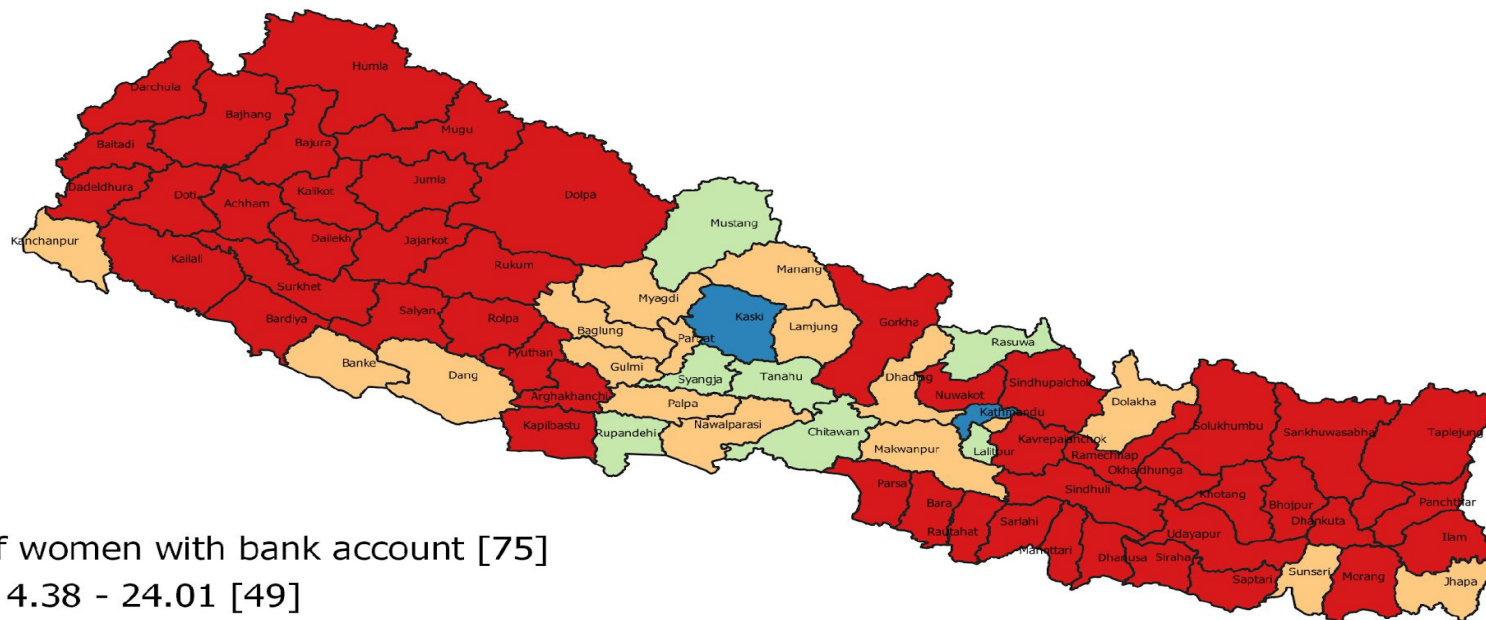 Humla
Darchula
Bajhang
Mugu
Baitadi
Bajura
Jumla
Dadeldhura
Doti
Achham
Kalikot
Dolpa
Mustang
Kanchanpur
Dailekh
Jajarkot
Kailali
Rukum
Manang
Surkhet
Myagdi
Bardiya
Salyan
Rolpa
Baglung
Parbat
Kaski
Lamjung
Gorkha
Rasuwa
Pyuthan
Gulmi
Banke
Dang
Syangja
Tanahu
Dhading
Nuwakot
Sindhupalchok
Arghakhanchi
Palpa
Dolakha
Kathmandu
Kapilbastu
Rupandehi
Nawalparasi
Chitawan
Makwanpur
Lalitpur
Kavrepalanchok
Ramechhap
Solukhumbu
Sankhuwasabha
Taplejung
Okhaldhunga
Parsa
Bara
Sindhuli
Khotang
Bhojpur
Panchthar
Rautahat
Sarlahi
Udayapur
Dhankuta
Mahottari
Dhanusa
Siraha
Ilam
Saptari
Sunsari
Morang
Jhapa
f women with bank account [75]
4.38 - 24.01 [49]